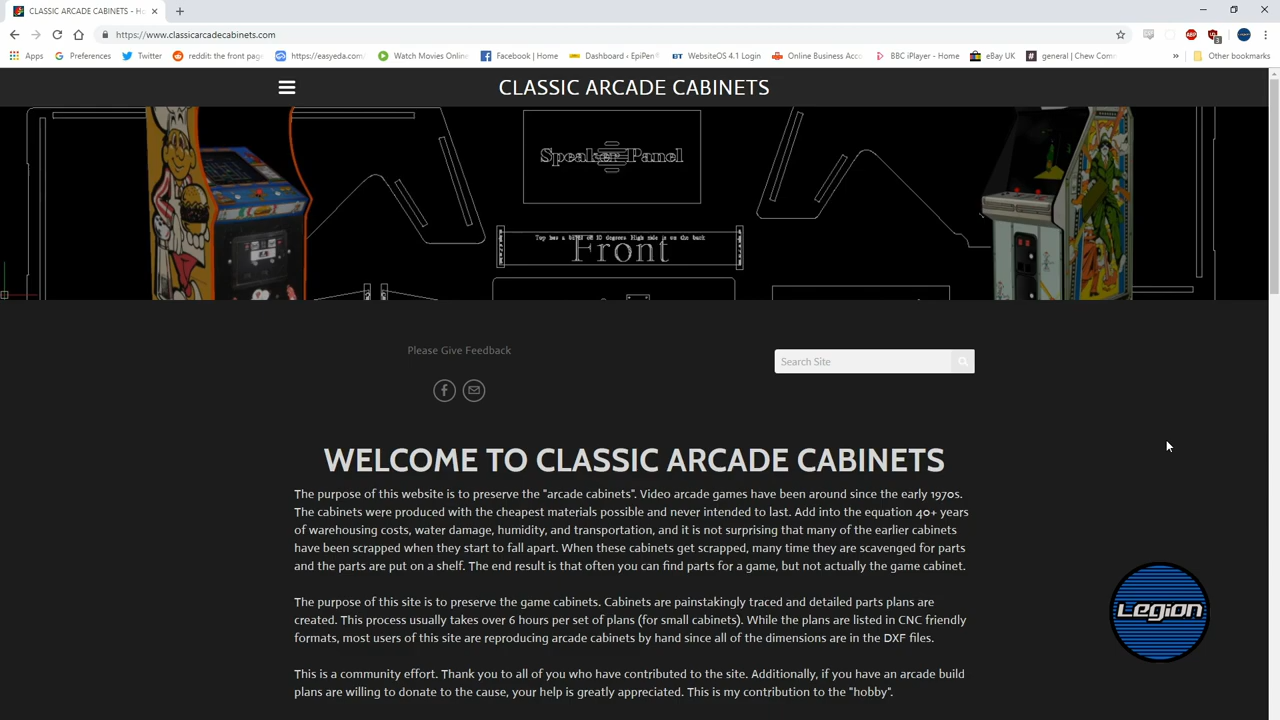 CLASSIC ARCADE CABINETS - H
https://www.classicarcadecabinets.com
Apps Preferences Twitter reddit: the front page https://easyeda.com Watch Movies Online Facebook | Home Dashboard ‹ EpiPen WebsiteOS 4.1 Login Online Business Acc BBC iPlayer - Home eBay UK general | Chew Com » Other bookmarks
CLASSIC ARCADE CABINETS
Speaker Panel
Top has a bevel of 10 degrees. High side is on the back
Front
Please Give Feedback
Search Site
WELCOME TO CLASSIC ARCADE CABINETS
The purpose of this website is to preserve the "arcade cabinets". Video arcade games have been around since the early 1970s.
The cabinets were produced with the cheapest materials possible and never intended to last. Add into the equation 40+ years
of warehousing costs, water damage, humidity, and transportation, and it is not surprising that many of the earlier cabinets
have been scrapped when they start to fall apart. When these cabinets get scrapped, many time they are scavenged for parts
and the parts are put on a shelf. The end result is that often you can find parts for a game, but not actually the game cabinet.
The purpose of this site is to preserve the game cabinets. Cabinets are painstakingly traced and detailed parts plans are
created. This process usually takes over 6 hours per set of plans (for small cabinets). While the plans are listed in CNC friendly
formats, most users of this site are reproducing arcade cabinets by hand since all of the dimensions are in the DXF files.
Legion
This is a community effort. Thank you to all of you who have contributed to the site. Additionally, if you have an arcade build
plans are willing to donate to the cause, your help is greatly appreciated. This is my contribution to the "hobby".